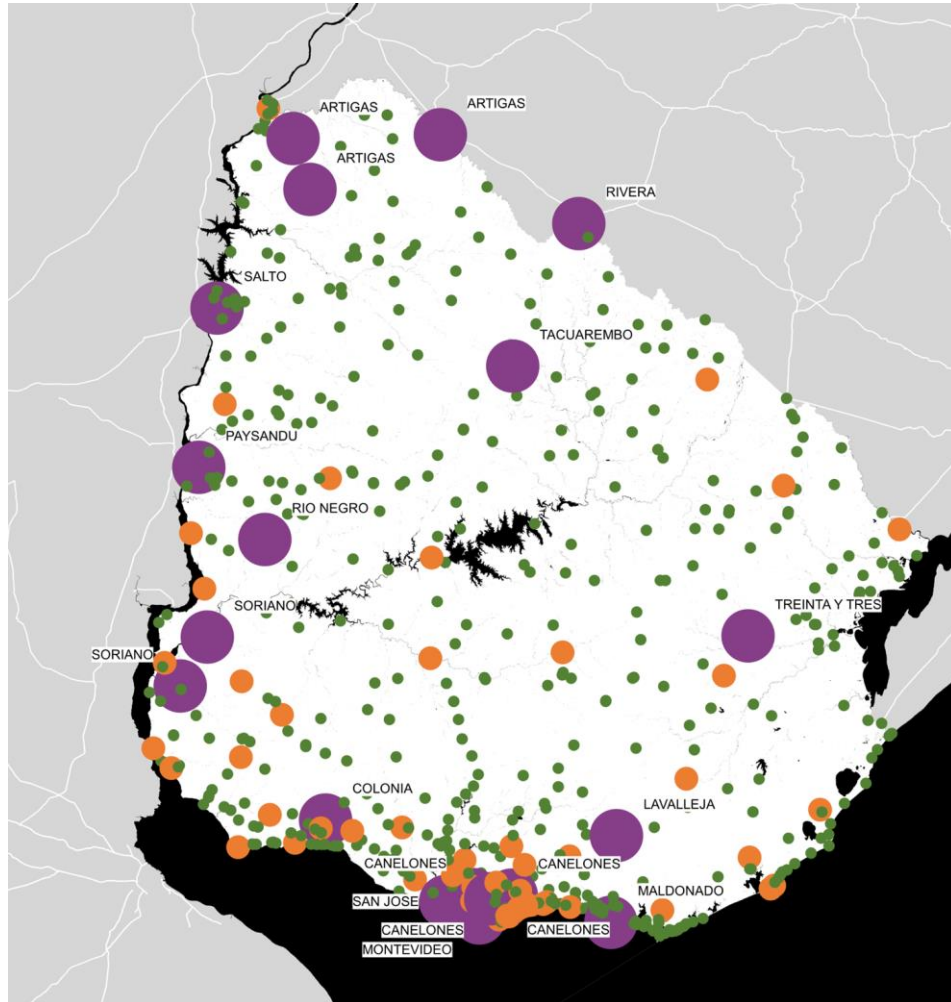 ARTIGAS
ARTIGAS
ARTIGAS
RIVERA
SALTO
TACUAREMBO
PAYSANDU
RIO NEGRO
SORIANO
TREINTA Y TRES
SORIANO
COLONIA
LAVALLEJA
CANELONES
CANELONES
MALDONADO
SAN JOSE
CANELONES
CANELONES
MONTEVIDEO